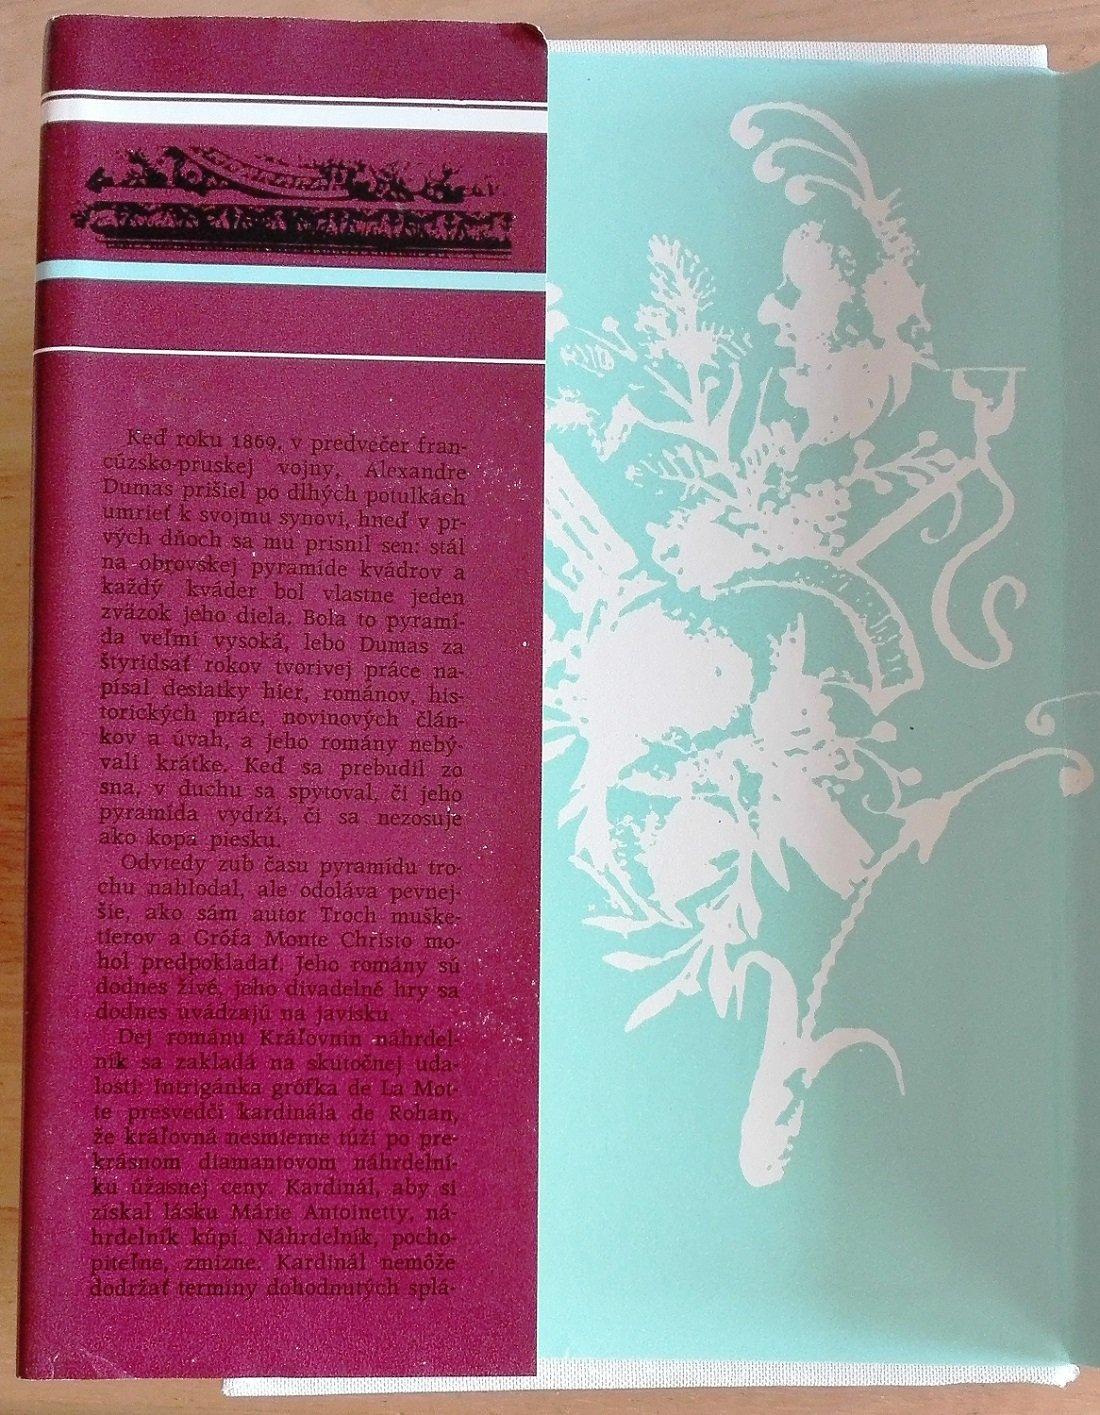 Keď roku 1869, v predvečer fran-
cúzsko-pruskej vojny, Alexandre
Dumas prišiel po dlhých potulkách
umrieť k svojmu synovi, hneď v pr-
vých dňoch sa mu prisnil sen: stál
na obrovskej pyramíde kvádrov a
každý kváder bol vlastne jeden
zväzok jeho diela. Bola to pyramí-
da veľmi vysoká, lebo Dumas za
štyridsať rokov tvorivej práce na-
písal desiatky hier, románov, his-
torických prác, novinových člán-
kov a úvah, a jeho romány nebý-
vali krátke. Keď sa prebudil zo
sna, v duchu sa spytoval, či jeho
pyramída vydrží, či sa nezosuje
ako kopa piesku.
Odvtedy zub času pyramídu tro-
chu nahlodal, ale odoláva pevnej-
šie, ako sám autor Troch muške-
tierov a Grófa Monte Christo mo-
hol predpokladať. Jeho romány sú
dodnes živé, jeho divadelné hry sa
dodnes uvádzajú na javisku.
Dej románu Kráľovnin náhrdel-
ník sa zakladá na skutočnej uda-
losti: Intrigánka grófka de La Mot-
te presvedčí kardinála de Rohan,
že kráľovná nesmierne túži po pre-
krásnom diamantovom náhrdelní-
ku úžasnej ceny. Kardinál, aby si
získal lásku Márie Antoinetty, ná-
hrdelník kúpi. Náhrdelník, pocho-
piteľne, zmizne. Kardinál nemôže
dodržať termíny dohodnutých splá-